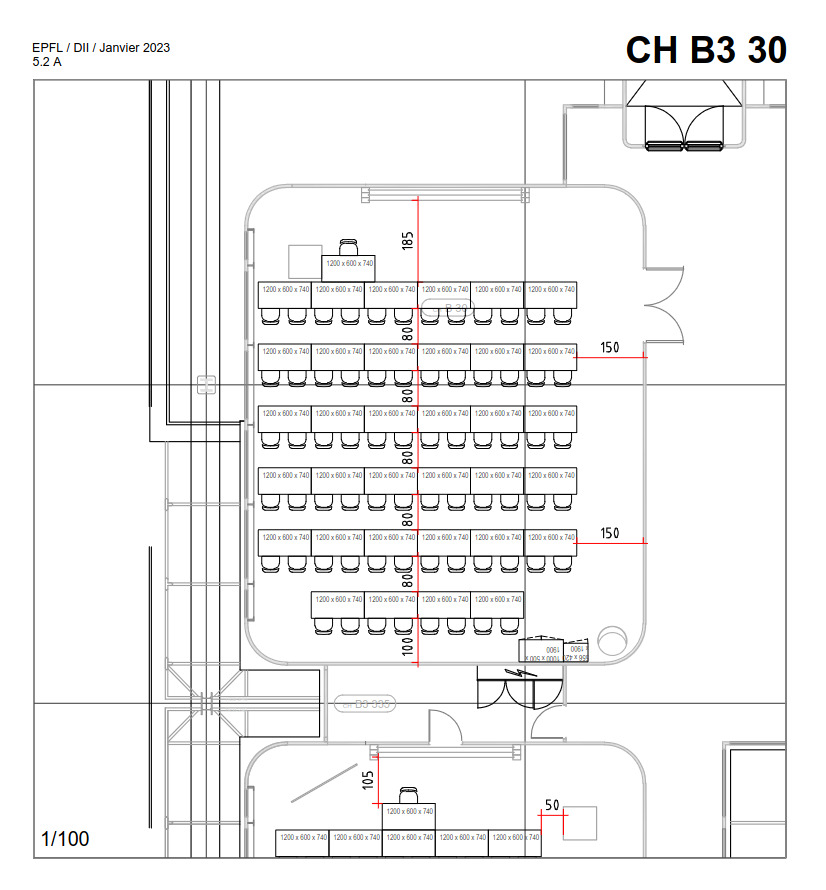 EPFL / DII / Janvier 2023
5.2 A
CH B3 30
185
1200 x 600 x 740
1200 x 600 x 740 1200 x 600 x 740 1200 x 600 x 740 1200 x 600 x 740 1200 x 600 x 740 1200 x 600 x 740
B 30
80
1200 x 600 x 740 1200 x 600 x 740 1200 x 600 x 740 1200 x 600 x 740 1200 x 600 x 740 1200 x 600 x 740
150
80
1200 x 600 x 740 1200 x 600 x 740 1200 x 600 x 740 1200 x 600 x 740 1200 x 600 x 740 1200 x 600 x 740
80
1200 x 600 x 740 1200 x 600 x 740 1200 x 600 x 740 1200 x 600 x 740 1200 x 600 x 740 1200 x 600 x 740
80
1200 x 600 x 740 1200 x 600 x 740 1200 x 600 x 740 1200 x 600 x 740 1200 x 600 x 740 1200 x 600 x 740
150
80
1200 x 600 x 740 1200 x 600 x 740 1200 x 600 x 740 1200 x 600 x 740
100
1000 x 500 x
1900
1900
CH B3 335
105
1200 x 600 x 740
50
1200 x 600 x 740 1200 x 600 x 740 1200 x 600 x 740 1200 x 600 x 740 1200 x 600 x 740
1/100